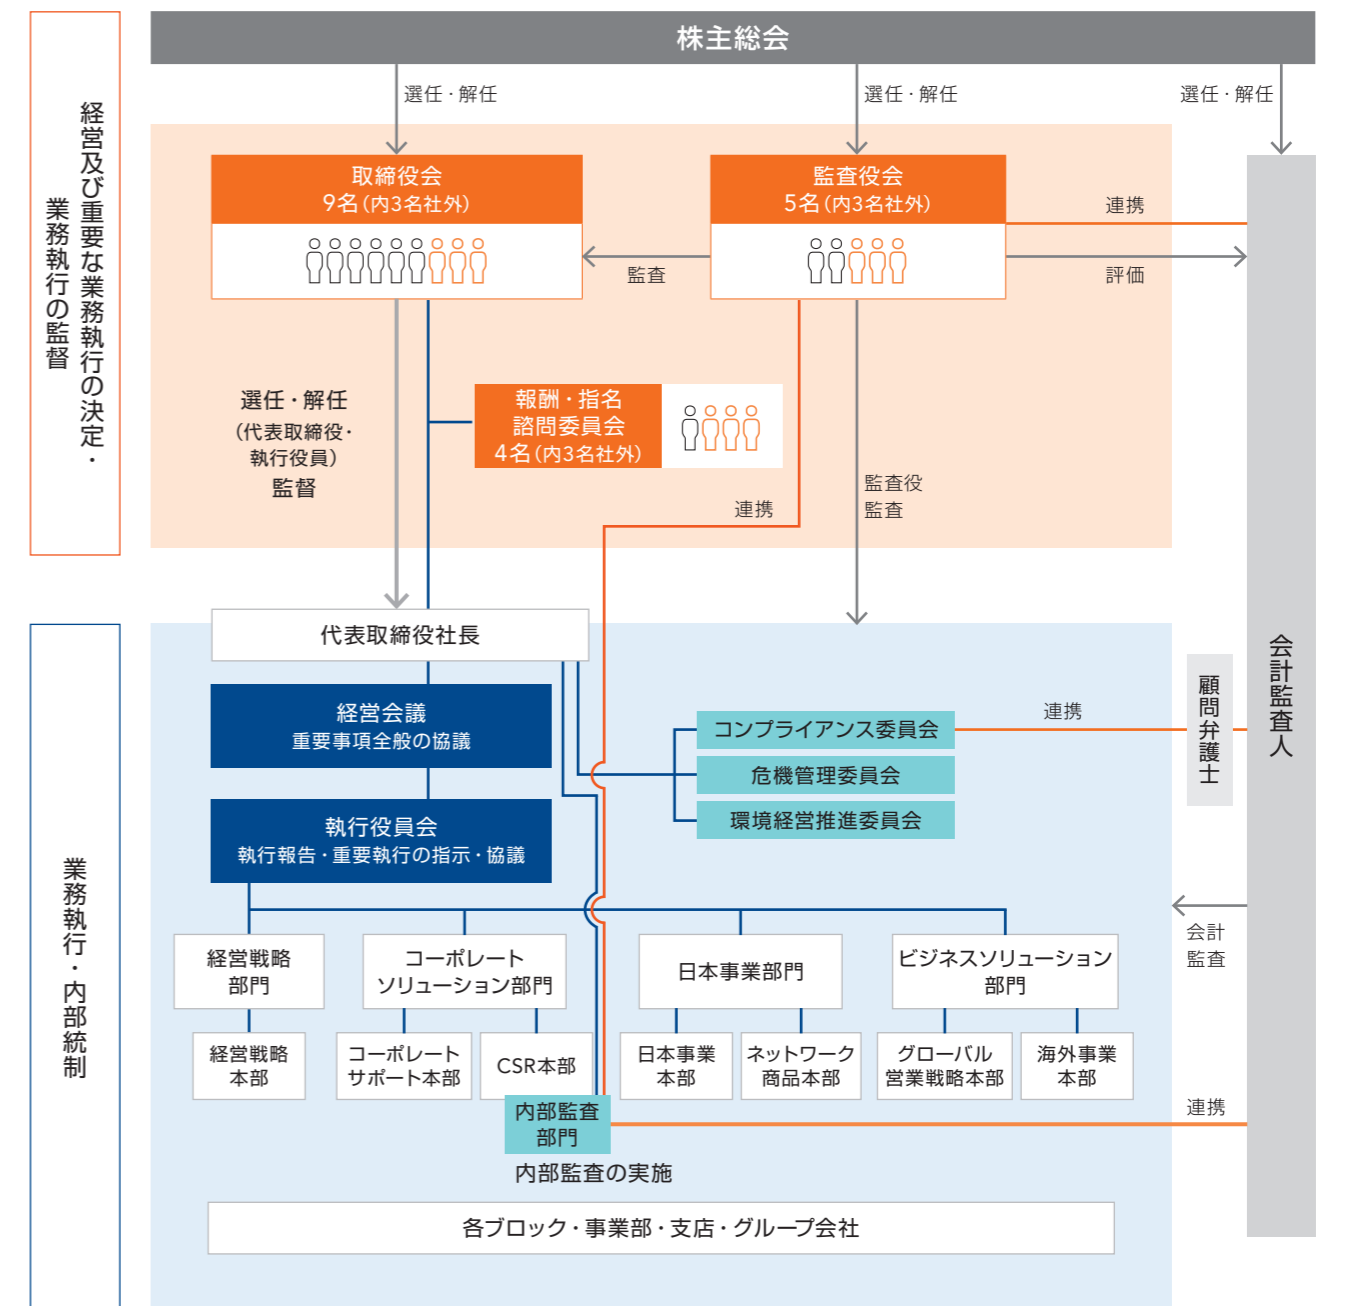 株主総会
選任・解任
選任・解任
選任・解任
経営及び重要な業務執行の決定・
業務執行の監督
取締役会
9名(内3名社外)
監査役会
5名(内3名社外)
連携
監査
評価
選任・解任
(代表取締役・
執行役員)
監督
報酬・指名
諮問委員会
4名(内3名社外)
連携
監査役
監査
代表取締役社長
経営会議
重要事項全般の協議
執行役員会
執行報告・重要執行の指示・協議
コンプライアンス委員会
危機管理委員会
環境経営推進委員会
連携
顧問弁護士
会計監査人
業務執行・内部統制
会計
監査
経営戦略
部門
コーポレート
ソリューション部門
日本事業部門
ビジネスソリューション
部門
経営戦略
本部
コーポレート
サポート本部
CSR本部
日本事業
本部
ネットワーク
商品本部
グローバル
営業戦略本部
海外事業
本部
内部監査
部門
連携
内部監査の実施
各ブロック・事業部・支店・グループ会社